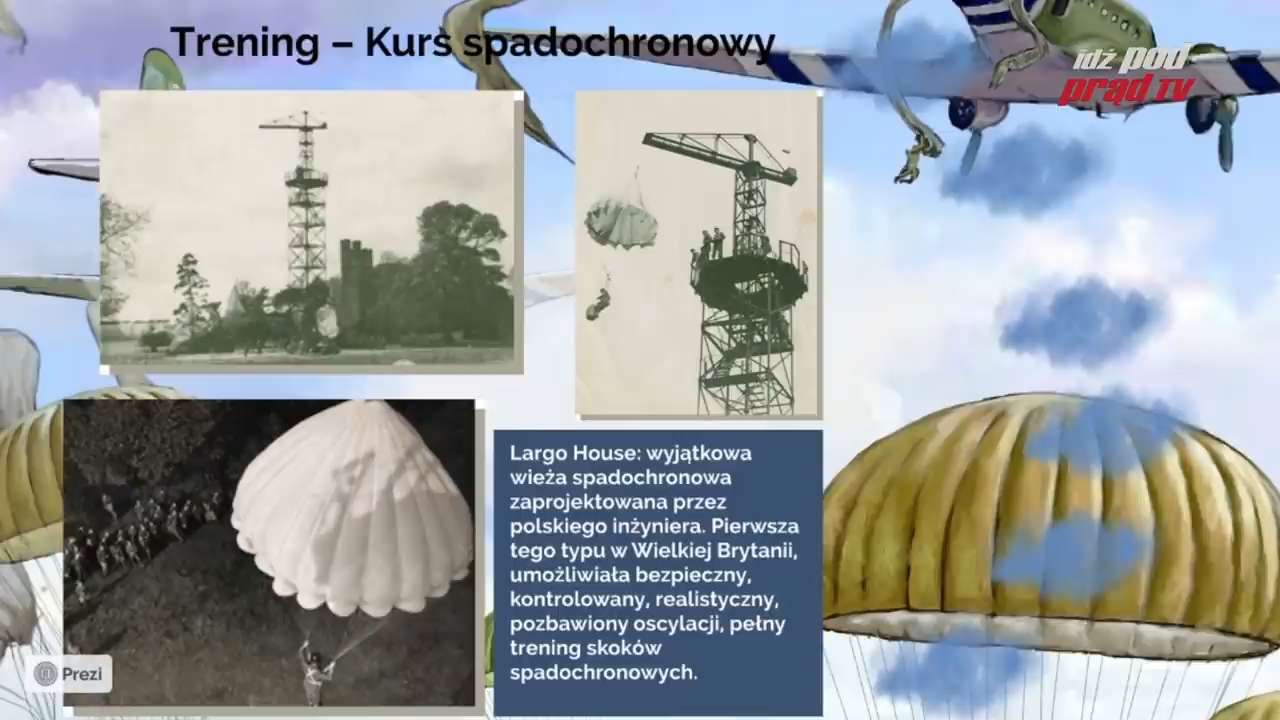 Trening – Kurs spadochronowy
idź pod
prąd TV
Largo House: wyjątkowa
wieża spadochronowa
zaprojektowana przez
polskiego inżyniera. Pierwsza
tego typu w Wielkiej Brytanii,
umożliwiała bezpieczny,
kontrolowany, realistyczny,
pozbawiony oscylacji, pełny
trening skoków
spadochronowych.
Prezi